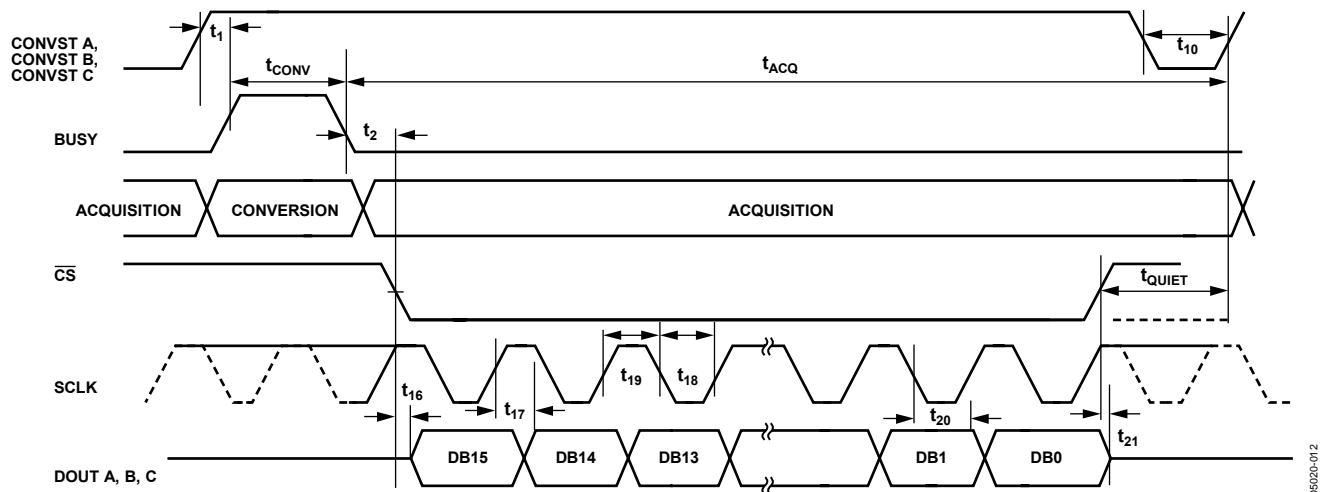 CONVST A,
CONVST B,
CONVST C
t1
tCONV
tACQ
t10
BUSY
t2
ACQUISITION
CONVERSION
ACQUISITION
CS
tQUIET
SCLK
t16
t17
t19
t18
t20
t21
DOUT A, B, C
DB15
DB14
DB13
DB1
DB0
05020-012